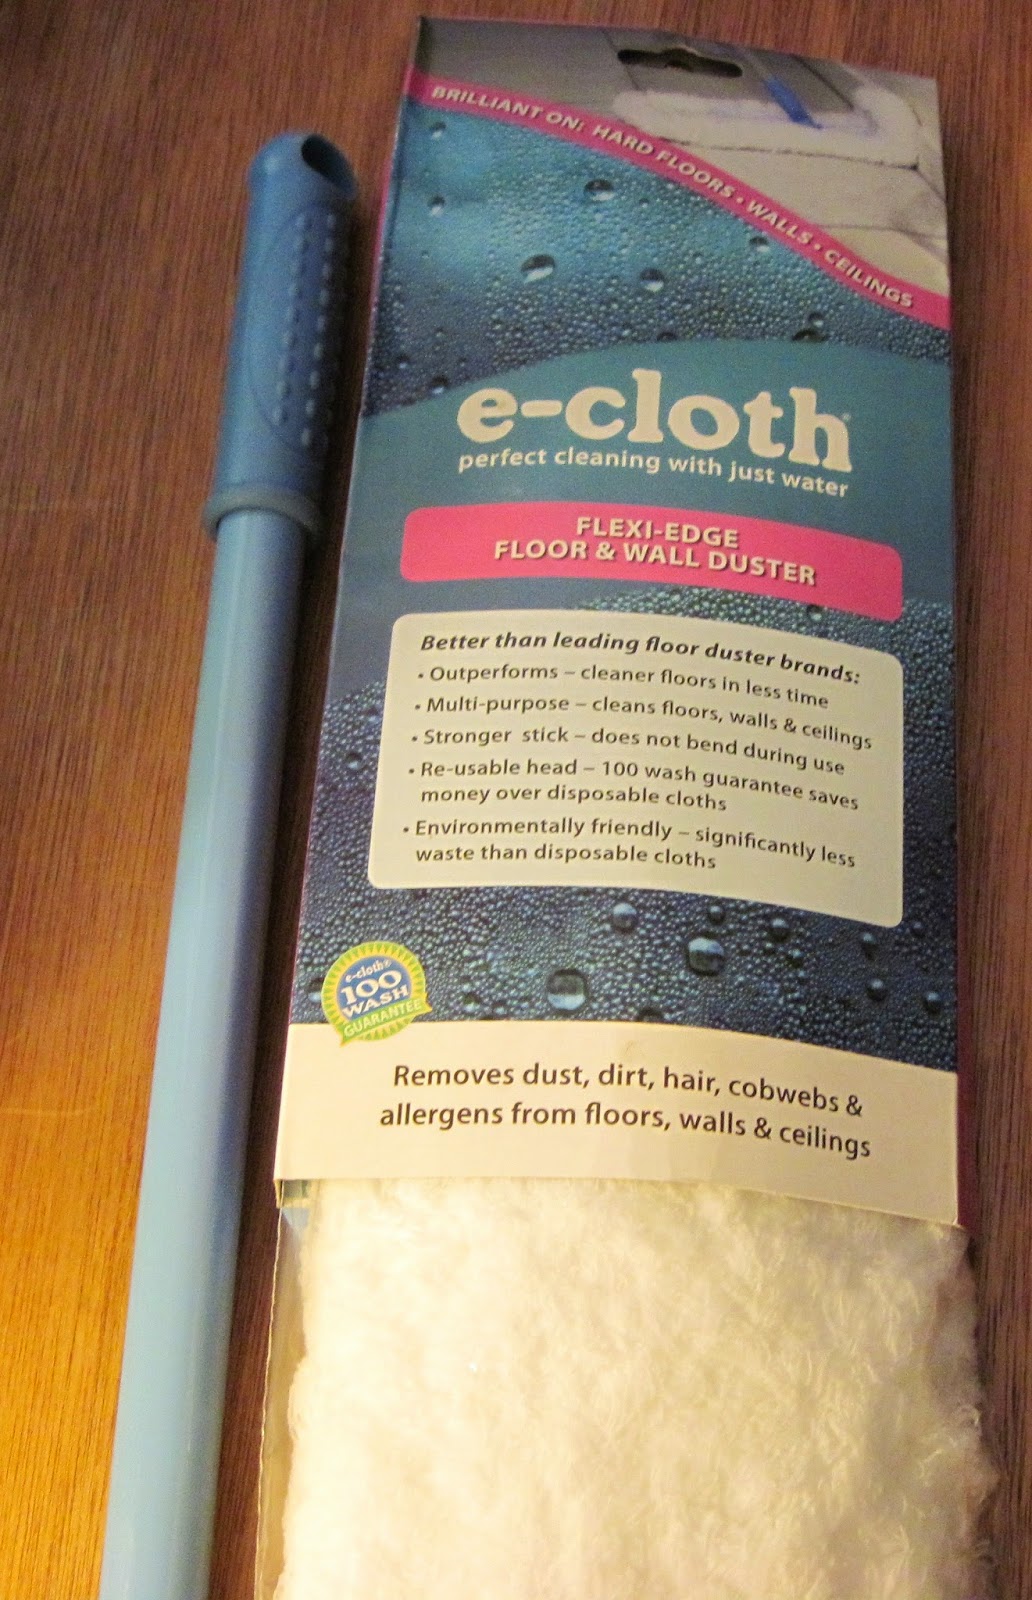 BRILLIANT ON: HARD FLOORS • WALLS • CEILINGS
e-cloth®
perfect cleaning with just water
FLEXI-EDGE
FLOOR & WALL DUSTER
Better than leading floor duster brands:
• Outperforms – cleaner floors in less time
• Multi-purpose – cleans floors, walls & ceilings
• Stronger stick – does not bend during use
• Re-usable head – 100 wash guarantee saves
money over disposable cloths
• Environmentally friendly – significantly less
waste than disposable cloths
e-cloth®
100
WASH
GUARANTEE
Removes dust, dirt, hair, cobwebs &
allergens from floors, walls & ceilings